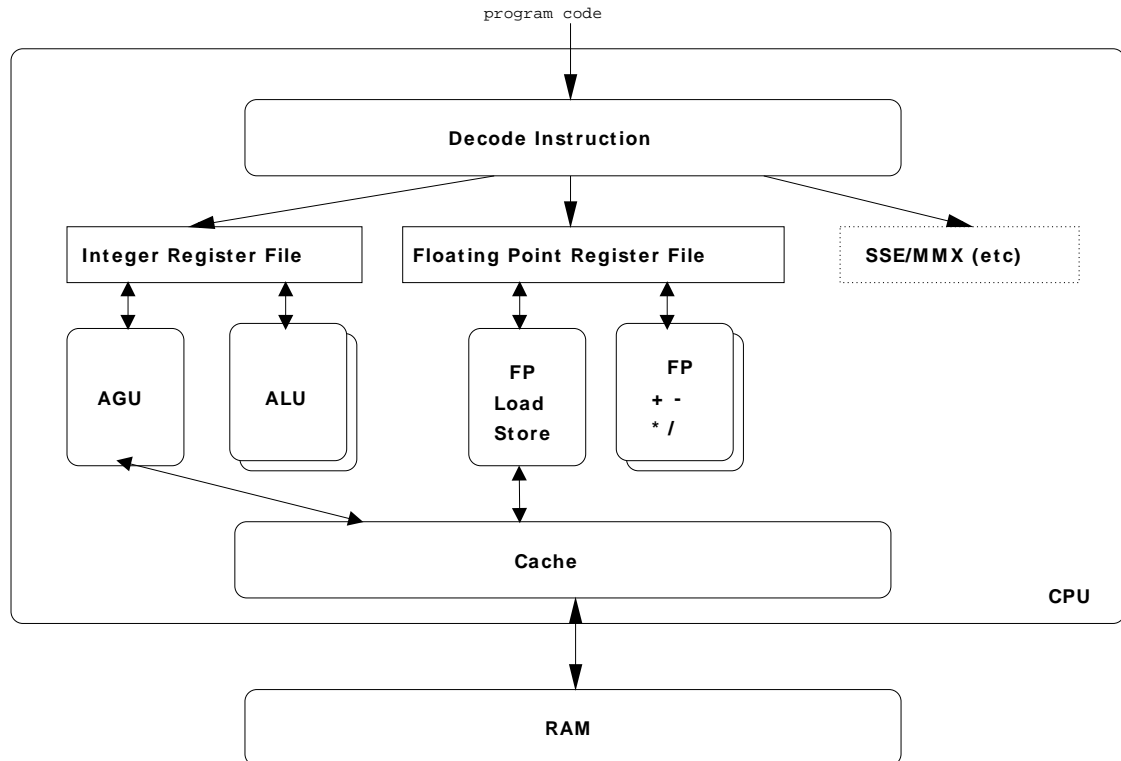 program code
Decode Instruction
Integer Register File
Floating Point Register File
SSE/MMX (etc)
AGU
ALU
FP
Load
Store
FP
+ -
* /
Cache
CPU
RAM